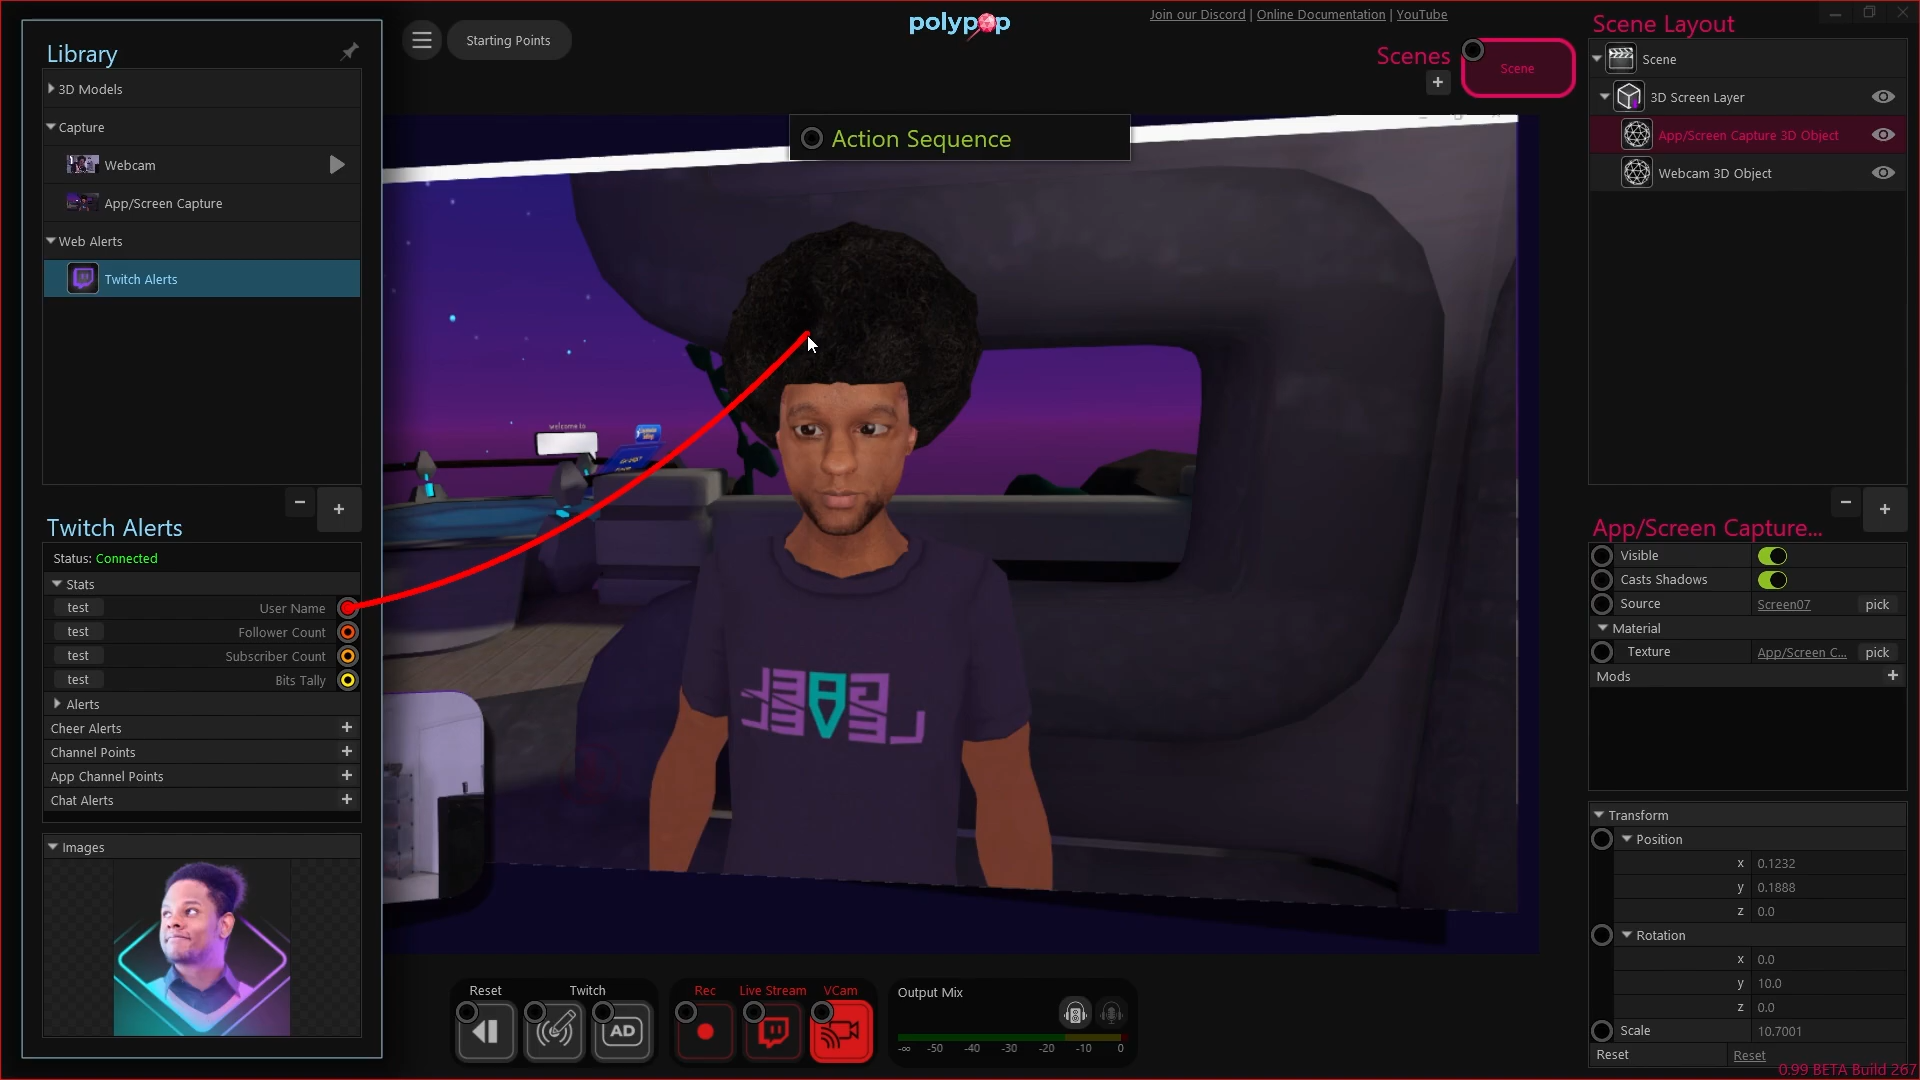 Library
3D Models
Capture
Webcam
App/Screen Capture
Web Alerts
Twitch Alerts
Twitch Alerts
Status: Connected
Stats
test User Name
test Follower Count
test Subscriber Count
test Bits Tally
Alerts
Cheer Alerts
Channel Points
App Channel Points
Chat Alerts
Images
Starting Points
polypop
Join our Discord | Online Documentation | YouTube
Scenes
Scene
Action Sequence
welcome to
Reset
Twitch
AD
Rec
Live Stream
VCam
Output Mix
-∞ -50 -40 -30 -20 -10 0
Scene Layout
Scene
3D Screen Layer
App/Screen Capture 3D Object
Webcam 3D Object
App/Screen Capture...
Visible
Casts Shadows
Source Screen07 pick
Material
Texture App/Screen C... pick
Mods
Transform
Position
x 0.1232
y 0.1888
z 0.0
Rotation
x 0.0
y 10.0
z 0.0
Scale 10.7001
Reset Reset
0.99 BETA Build 267